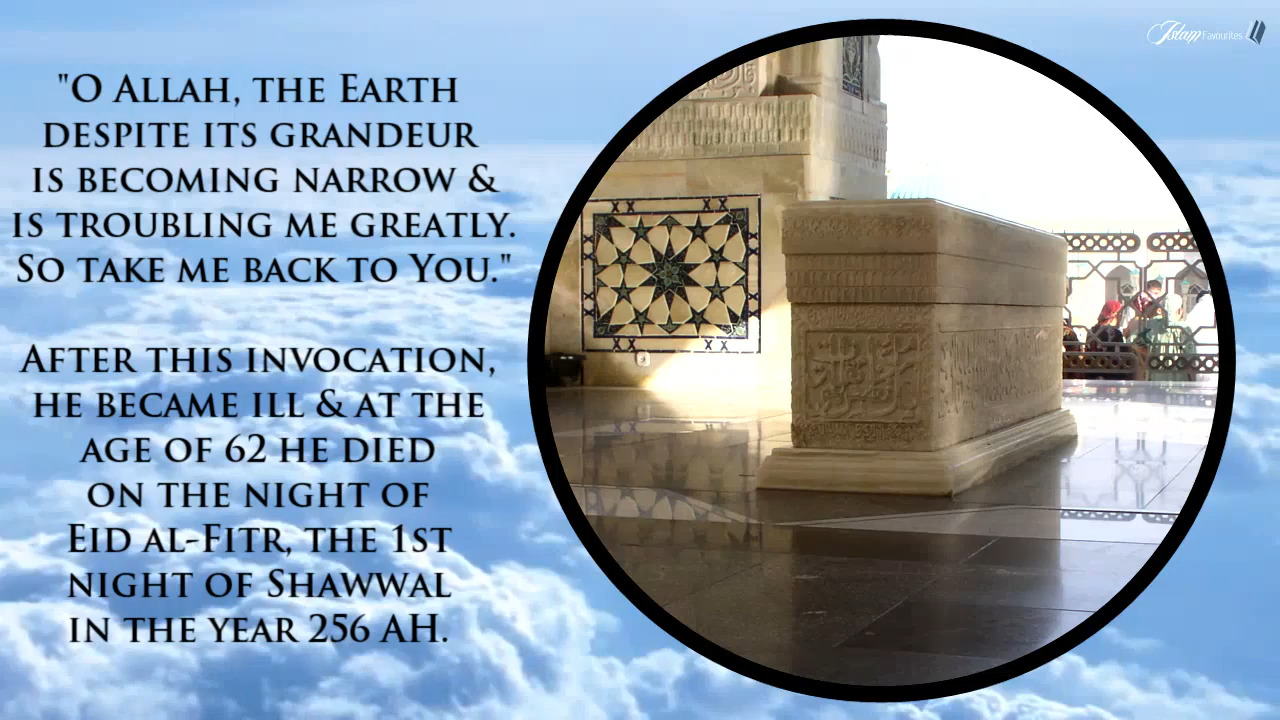 "O Allah, the Earth
despite its grandeur
is becoming narrow &
is troubling me greatly.
So take me back to You."
After this invocation,
he became ill & at the
age of 62 he died
on the night of
Eid al-Fitr, the 1st
night of Shawwal
in the year 256 AH.
Islam Favourites